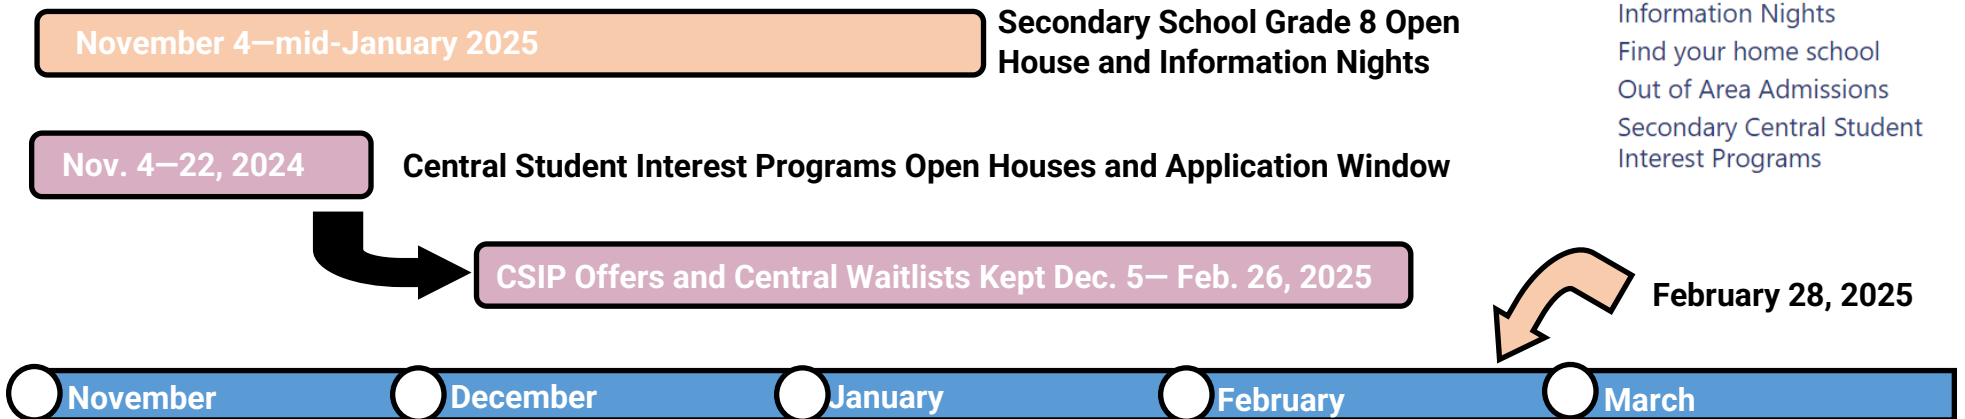 November 4—mid-January 2025
Secondary School Grade 8 Open
House and Information Nights
Information Nights
Find your home school
Out of Area Admissions
Secondary Central Student
Interest Programs
Nov. 4—22, 2024
Central Student Interest Programs Open Houses and Application Window
CSIP Offers and Central Waitlists Kept Dec. 5— Feb. 26, 2025
February 28, 2025
November
December
January
February
March